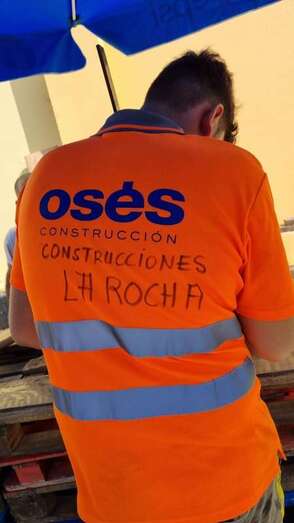 osés
CONSTRUCCIÓN
CONSTRUCCIONES
LA ROCHA